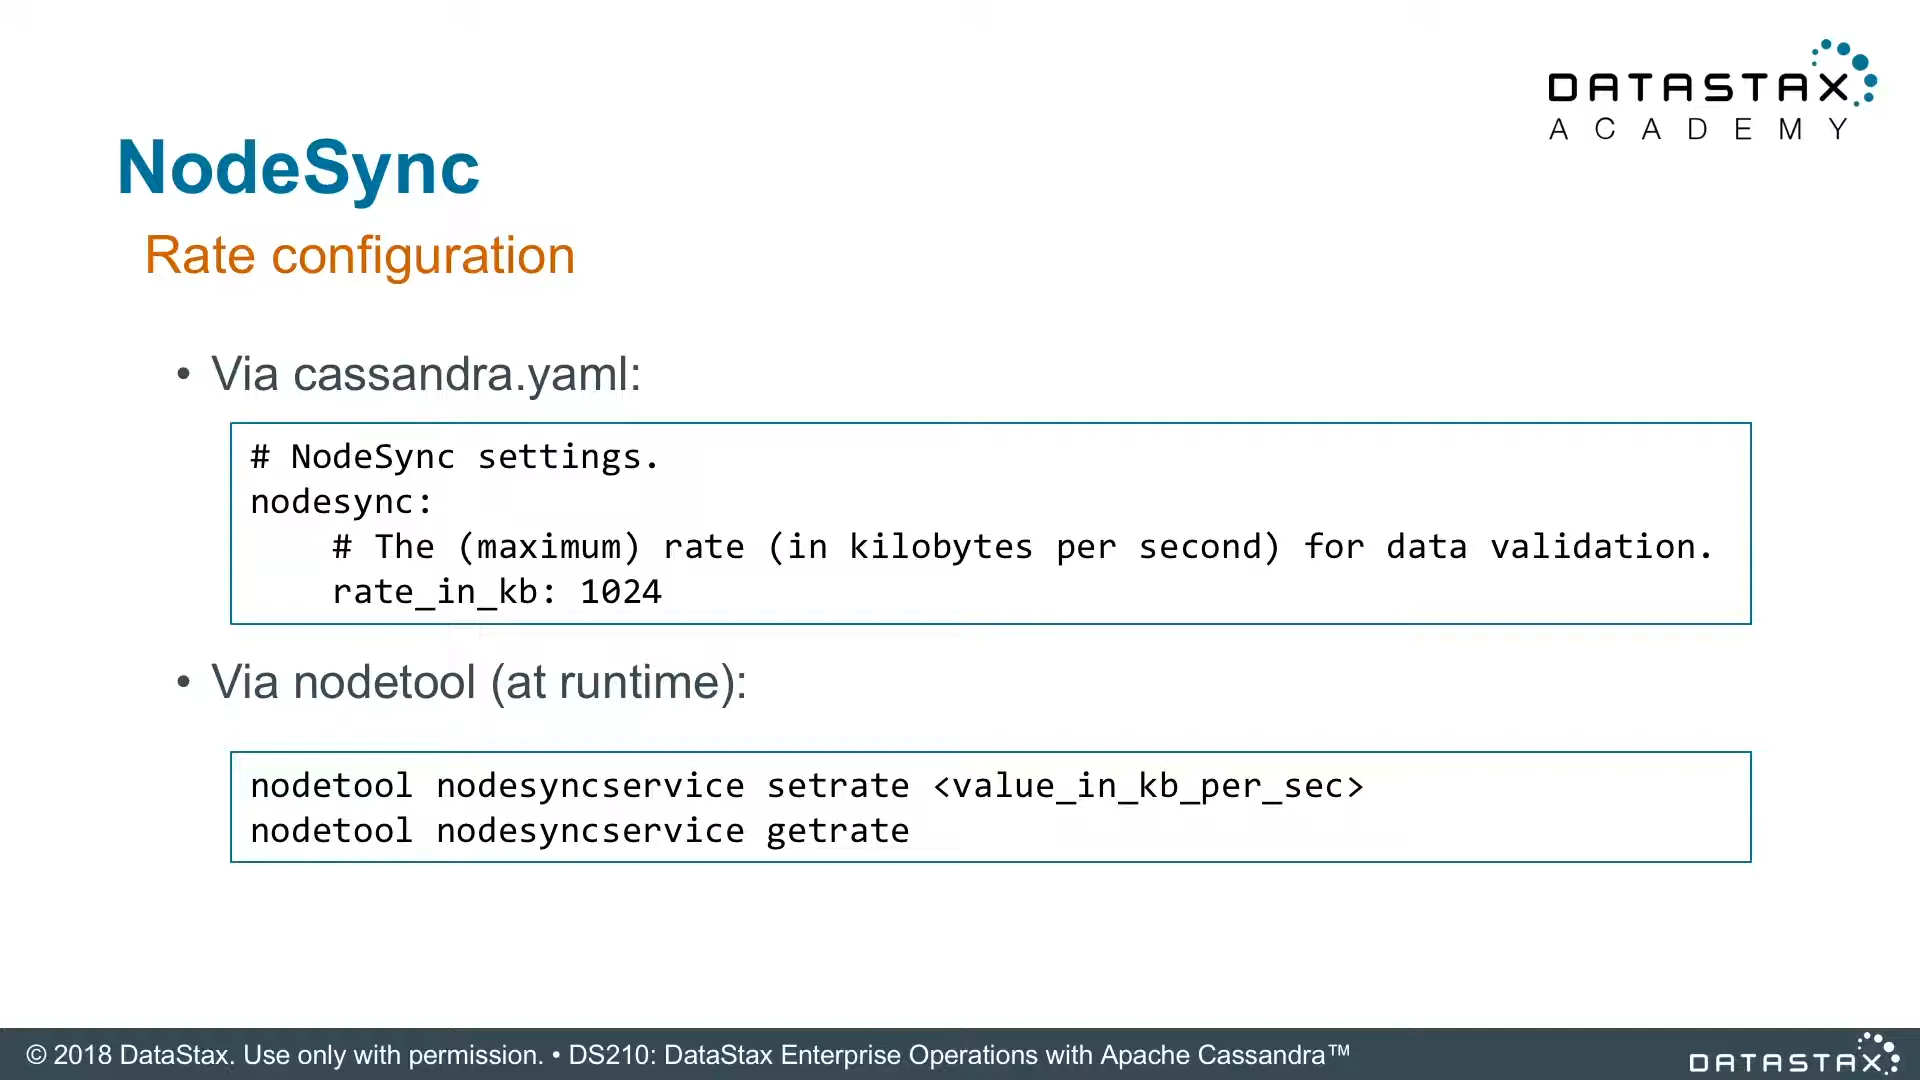 DATASTAX
ACADEMY
NodeSync
Rate configuration
• Via cassandra.yaml:
# NodeSync settings.
nodesync:
    # The (maximum) rate (in kilobytes per second) for data validation.
    rate_in_kb: 1024
• Via nodetool (at runtime):
nodetool nodesyncservice setrate <value_in_kb_per_sec>
nodetool nodesyncservice getrate
© 2018 DataStax. Use only with permission. • DS210: DataStax Enterprise Operations with Apache Cassandra™
DATASTAX